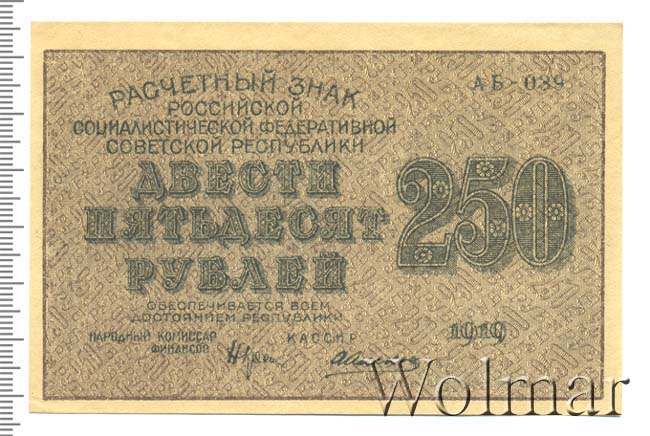 РАСЧЕТНЫЙ ЗНАК
АБ-089
РОССИЙСКОЙ
СОЦИАЛИСТИЧЕСКОЙ ФЕДЕРАТИВНОЙ
СОВЕТСКОЙ РЕСПУБЛИКИ
ДВЕСТИ
ПЯТЬДЕСЯТ
РУБЛЕЙ
250
ОБЕСПЕЧИВАЕТСЯ ВСЕМ
ДОСТОЯНИЕМ РЕСПУБЛИКИ
НАРОДНЫЙ КОМИССАР
ФИНАНСОВ
КАССИР
1919
Wolmar